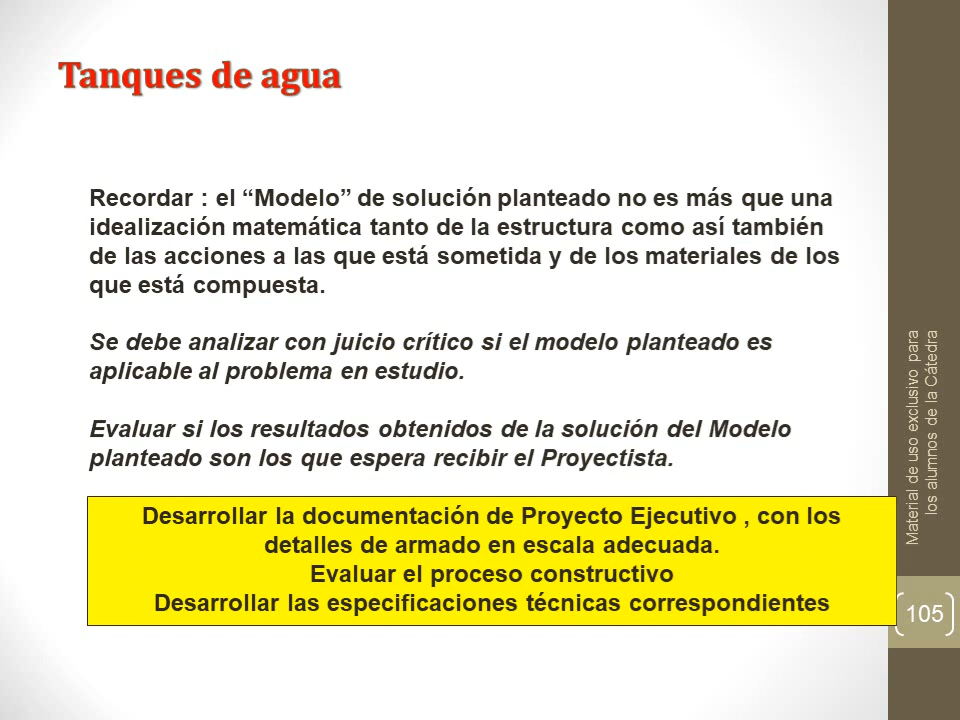 Tanques de agua
Recordar : el “Modelo” de solución planteado no es más que una
idealización matemática tanto de la estructura como así también
de las acciones a las que está sometida y de los materiales de los
que está compuesta.
Se debe analizar con juicio crítico si el modelo planteado es
aplicable al problema en estudio.
Evaluar si los resultados obtenidos de la solución del Modelo
planteado son los que espera recibir el Proyectista.
Desarrollar la documentación de Proyecto Ejecutivo , con los
detalles de armado en escala adecuada.
Evaluar el proceso constructivo
Desarrollar las especificaciones técnicas correspondientes
Material de uso exclusivo para
los alumnos de la Cátedra
105